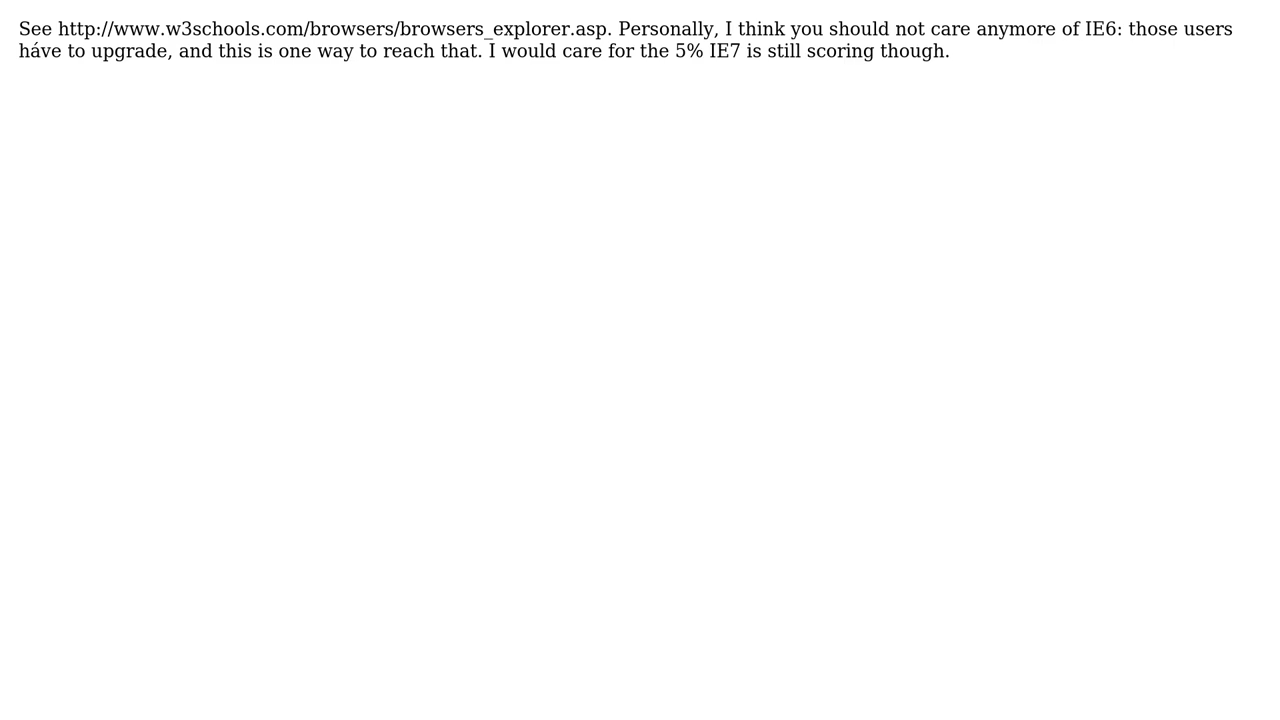 See http://www.w3schools.com/browsers/browsers_explorer.asp. Personally, I think you should not care anymore of IE6: those users
háve to upgrade, and this is one way to reach that. I would care for the 5% IE7 is still scoring though.